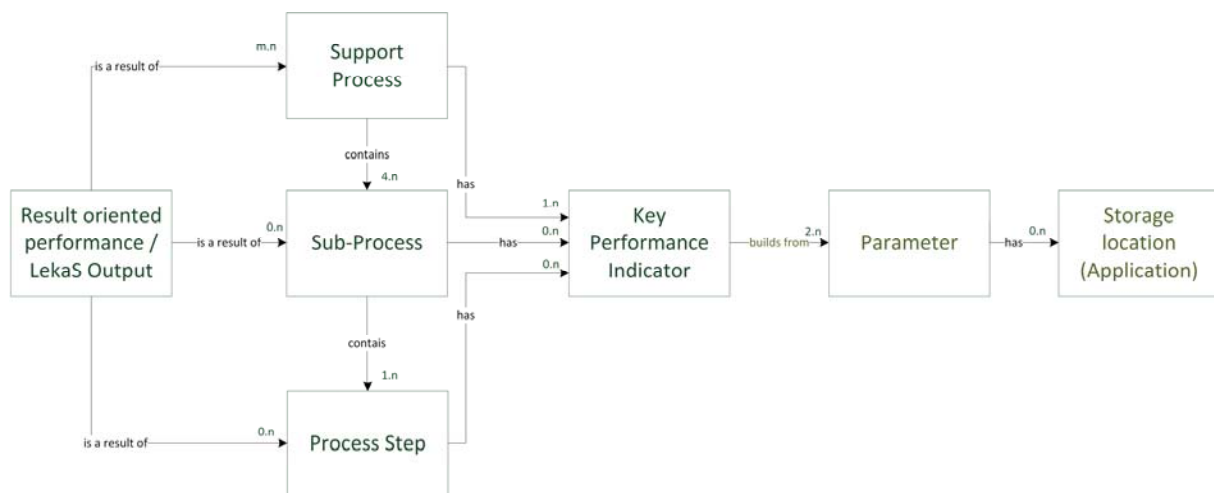 m.n
is a result of
Support
Process
contains
4.n
has
Result oriented
performance /
LekaS Output
is a result of
0.n
Sub-Process
has
1.n
0.n
0.n
Key
Performance
Indicator
builds from
2.n
Parameter
has
0.n
Storage
location
(Application)
has
contais
1.n
is a result of
0.n
Process Step